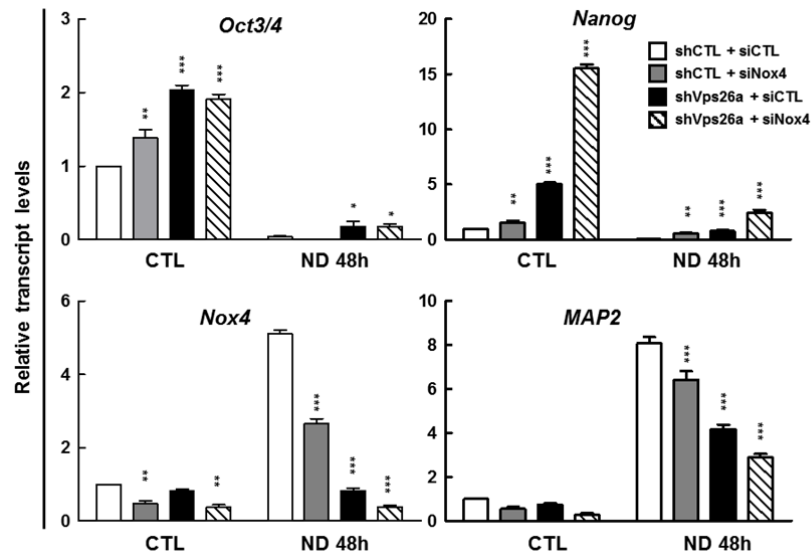 Relative transcript levels
Oct3/4
3
2
1
0
**
***
***
*
*
CTL
ND 48h
Nanog
20
15
10
5
0
**
***
***
**
***
***
CTL
ND 48h
shCTL + siCTL
shCTL + siNox4
shVps26a + siCTL
shVps26a + siNox4
Nox4
6
4
2
0
**
**
***
***
***
CTL
ND 48h
MAP2
10
8
6
4
2
0
***
***
***
CTL
ND 48h